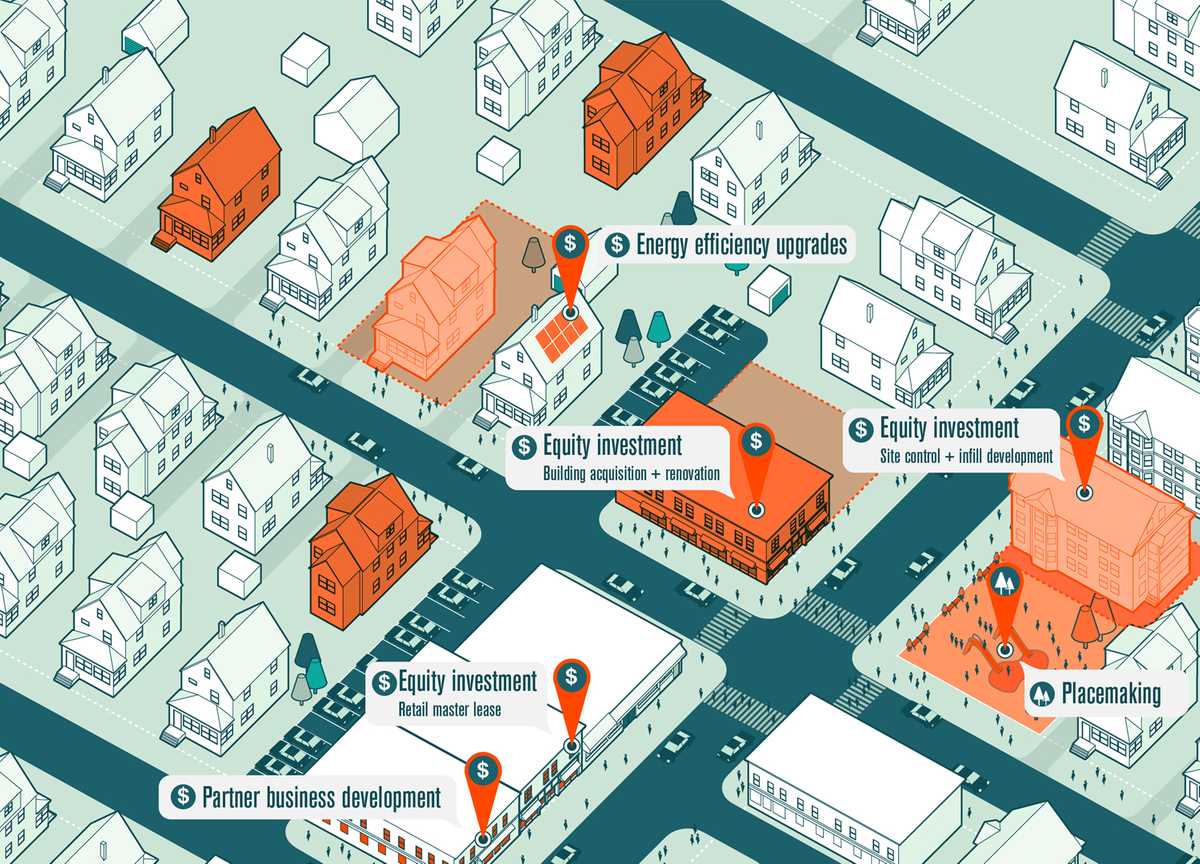 $
$ Energy efficiency upgrades
$ Equity investment
Building acquisition + renovation
$
$ Equity investment
Site control + infill development
$
$ Equity investment
Retail master lease
$
Placemaking
$ Partner business development
$